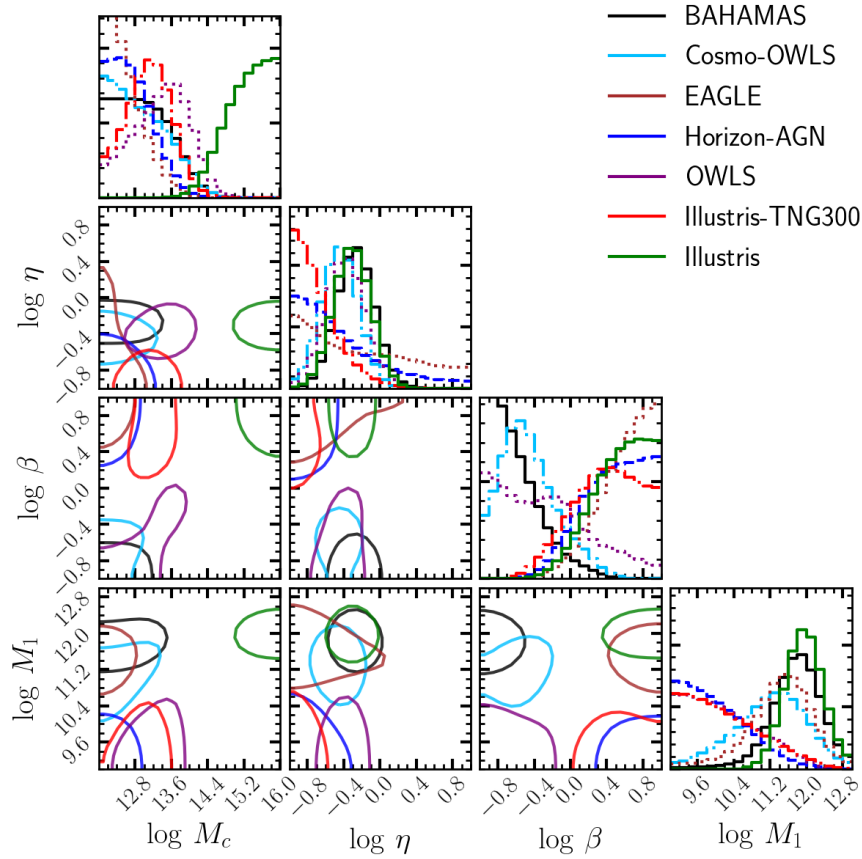 BAHAMAS
Cosmo-OWLS
EAGLE
Horizon-AGN
OWLS
Illustris-TNG300
Illustris
log η
0.8
0.4
0.0
−0.4
−0.8
log β
0.8
0.4
0.0
−0.4
−0.8
log M₁
12.8
12.0
11.2
10.4
9.6
12.8 13.6 14.4 15.2 16.0
−0.8 −0.4 0.0 0.4 0.8
−0.8 −0.4 0.0 0.4 0.8
9.6 10.4 11.2 12.0 12.8
log M_c log η log β log M₁